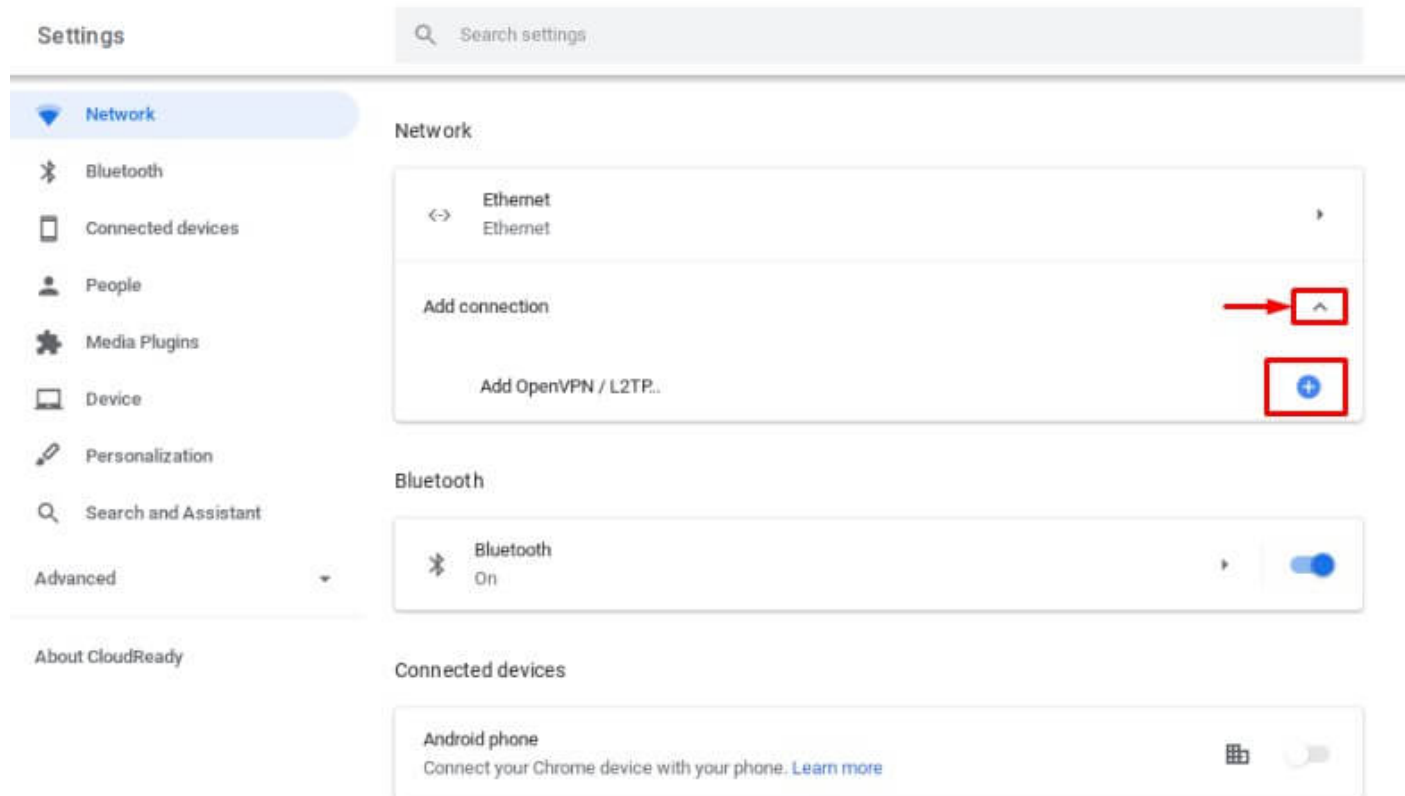 Settings
Search settings
Network
Bluetooth
Connected devices
People
Media Plugins
Device
Personalization
Search and Assistant
Advanced
About CloudReady
Network
Ethernet
Ethernet
Add connection
Add OpenVPN / L2TP...
Bluetooth
Bluetooth
On
Connected devices
Android phone
Connect your Chrome device with your phone. Learn more